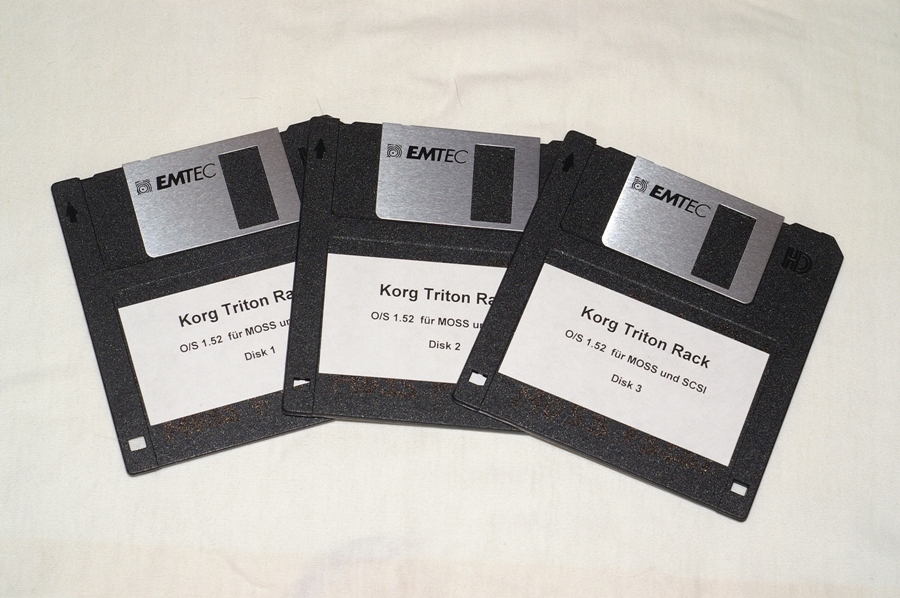 EMTEC
Korg Triton Ra
O/S 1.52 für MOSS un
Disk 1
EMTEC
Korg Triton Ra
O/S 1.52 für MOSS u
Disk 2
EMTEC
HD
Korg Triton Rack
O/S 1.52 für MOSS und SCSI
Disk 3